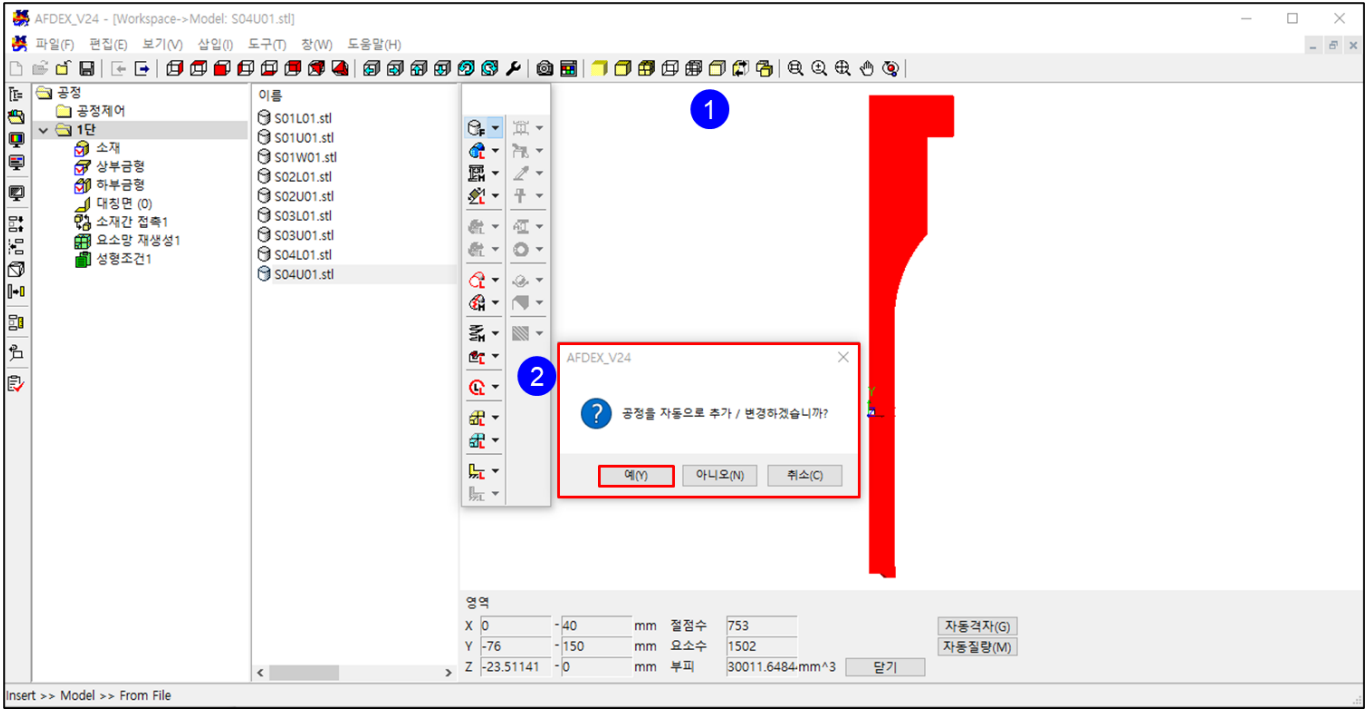 AFDEX_V24 - [Workspace->Model: S04U01.stl]
파일(F) 편집(E) 보기(V) 삽입(I) 도구(T) 창(W) 도움말(H)
공정
공정제어
1단
소재
상부금형
하부금형
대칭면 (0)
소재간 접촉1
요소망 재생성1
성형조건1
이름
S01L01.stl
S01U01.stl
S01W01.stl
S02L01.stl
S02U01.stl
S03L01.stl
S03U01.stl
S04L01.stl
S04U01.stl
1
2
AFDEX_V24
공정을 자동으로 추가 / 변경하겠습니까?
예(Y) 아니오(N) 취소(C)
Y
영역
X 0 - 40 mm 절점수 753 자동격자(G)
Y -76 - 150 mm 요소수 1502 자동질량(M)
Z -23.51141 - 0 mm 부피 30011.6484 mm^3 닫기
Insert >> Model >> From File